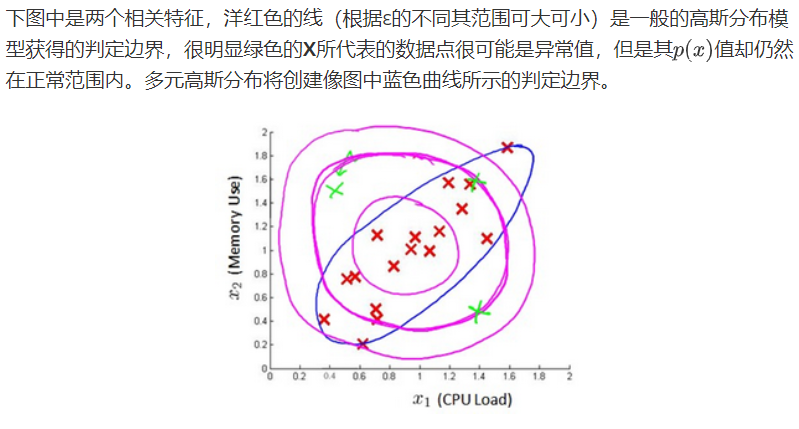 下图中是两个相关特征，洋红色的线（根据ε的不同其范围可大可小）是一般的高斯分布模
型获得的判定边界，很明显绿色的X所代表的数据点很可能是异常值，但是其p(x)值却仍然
在正常范围内。多元高斯分布将创建像图中蓝色曲线所示的判定边界。
2
1.8
1.6
1.4
1.2
1
0.8
0.6
0.4
0.2
0
x2 (Memory Use)
0 0.2 0.4 0.6 0.8 1 1.2 1.4 1.6 1.8 2
x1 (CPU Load)